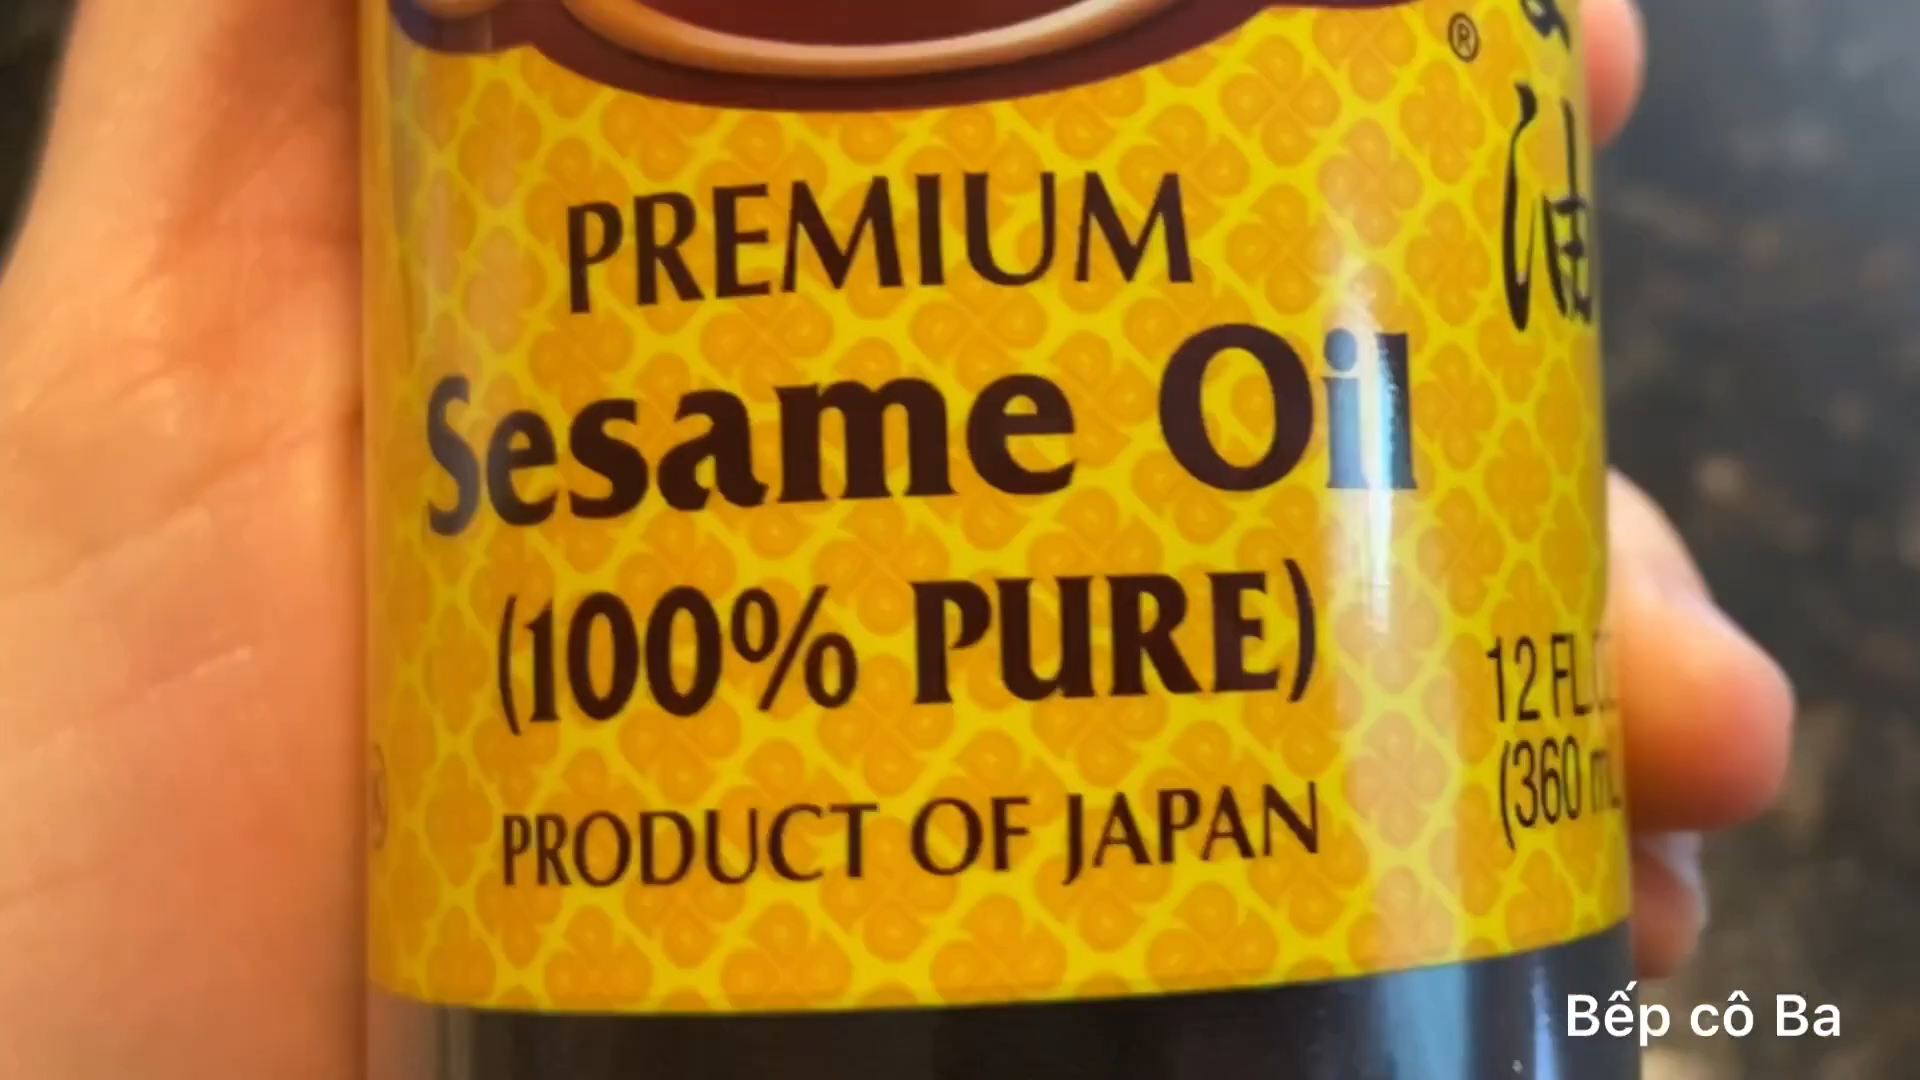 ®
PREMIUM
Sesame Oil
(100% PURE)
PRODUCT OF JAPAN
12 FL.
(360 m
Bếp cô Ba